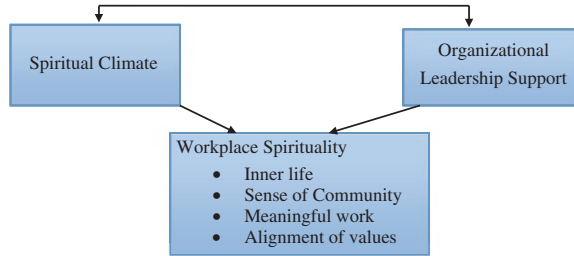 Spiritual Climate
Organizational
Leadership Support
Workplace Spirituality
• Inner life
• Sense of Community
• Meaningful work
• Alignment of values